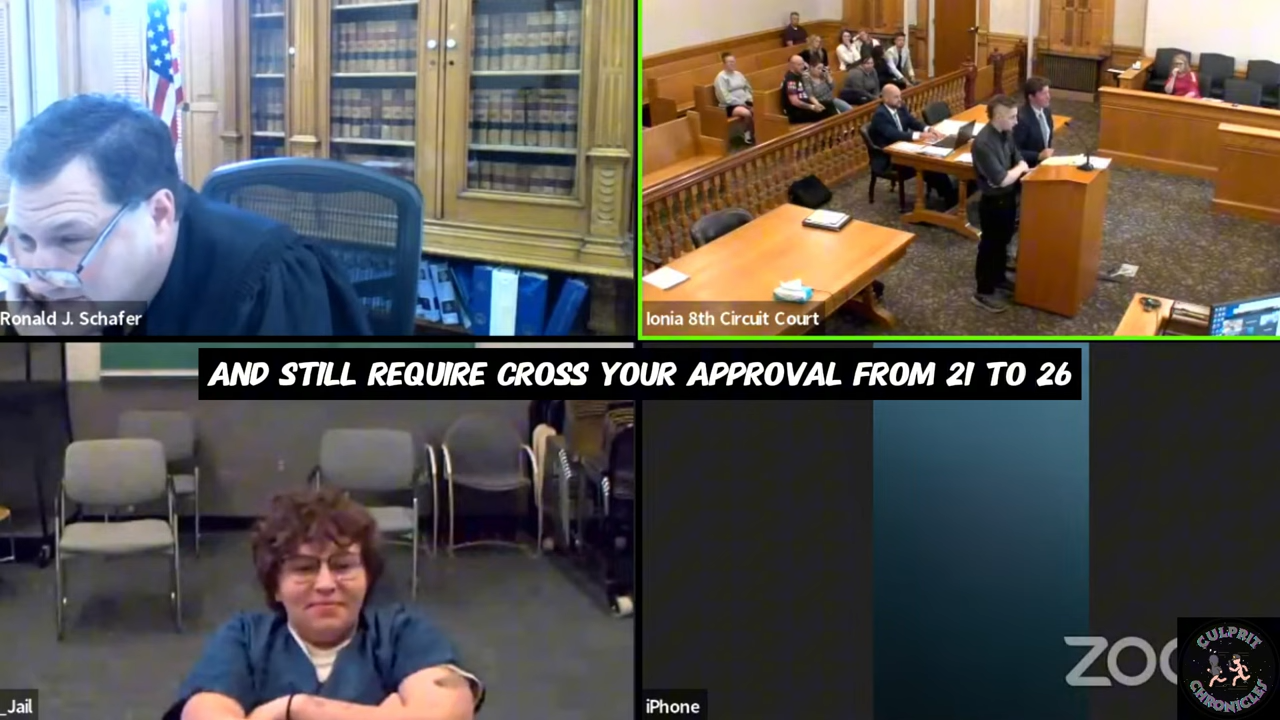 Ronald J. Schafer
Ionia 8th Circuit Court
AND STILL REQUIRE CROSS YOUR APPROVAL FROM 21 TO 26
_Jail
iPhone
ZOO
CULPRIT
CHRONICLES